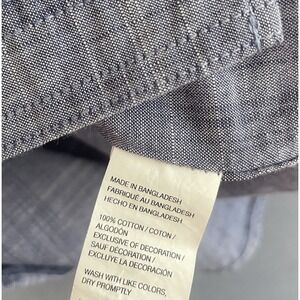 MADE IN BANGLADESH
FABRIQUÉ AU BANGLADESH
HECHO EN BANGLADESH
100% COTTON / COTON /
ALGODÓN
EXCLUSIVE OF DECORATION /
SAUF DÉCORATION /
EXCLUYE LA DECORACIÓN
WASH WITH LIKE COLORS,
DRY PROMPTLY